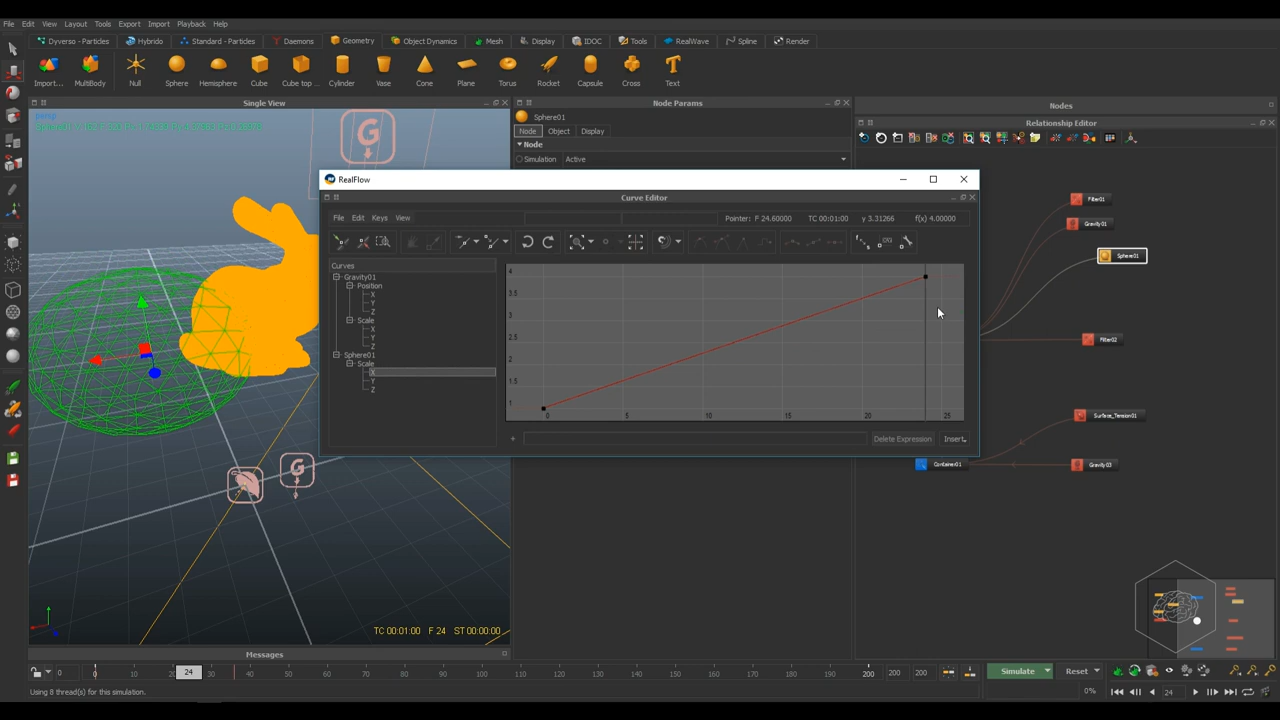 File Edit View Layout Tools Export Import Playback Help
Dyverso - Particles Hybrido Standard - Particles Daemons Geometry Object Dynamics Mesh Display IDOC Tools RealWave Spline Render
Import... MultiBody Null Sphere Hemisphere Cube Cube top ... Cylinder Vase Cone Plane Rocket Torus Capsule Cross Text
Single View
Node Params
Nodes
Relationship Editor
persp
Sphere01
Node Object Display
Node
Simulation Active
G
RealFlow
Curve Editor
File Edit Keys View
Pointer: F 24.60000 TC 00:01:00 y 3.31266 f(x) 4.00000
Curves
Gravity01
Position
X
Y
Z
Scale
X
Y
Z
Sphere01
Scale
X
Y
Z
4
3.5
3
2.5
2
1.5
1
0 5 10 15 20 25
+ Delete Expression Insert
Filter01
Gravity01
Sphere01
Filter02
Surface_Tension01
Container01
Gravity03
G
TC 00:01:00 F 24 ST 00:00:00
Messages
0 0 10 20 24 30 40 50 60 70 80 90 100 110 120 130 140 150 160 170 180 190 200 200 200
Simulate Reset
Using 8 thread(s) for this simulation.
0% 24